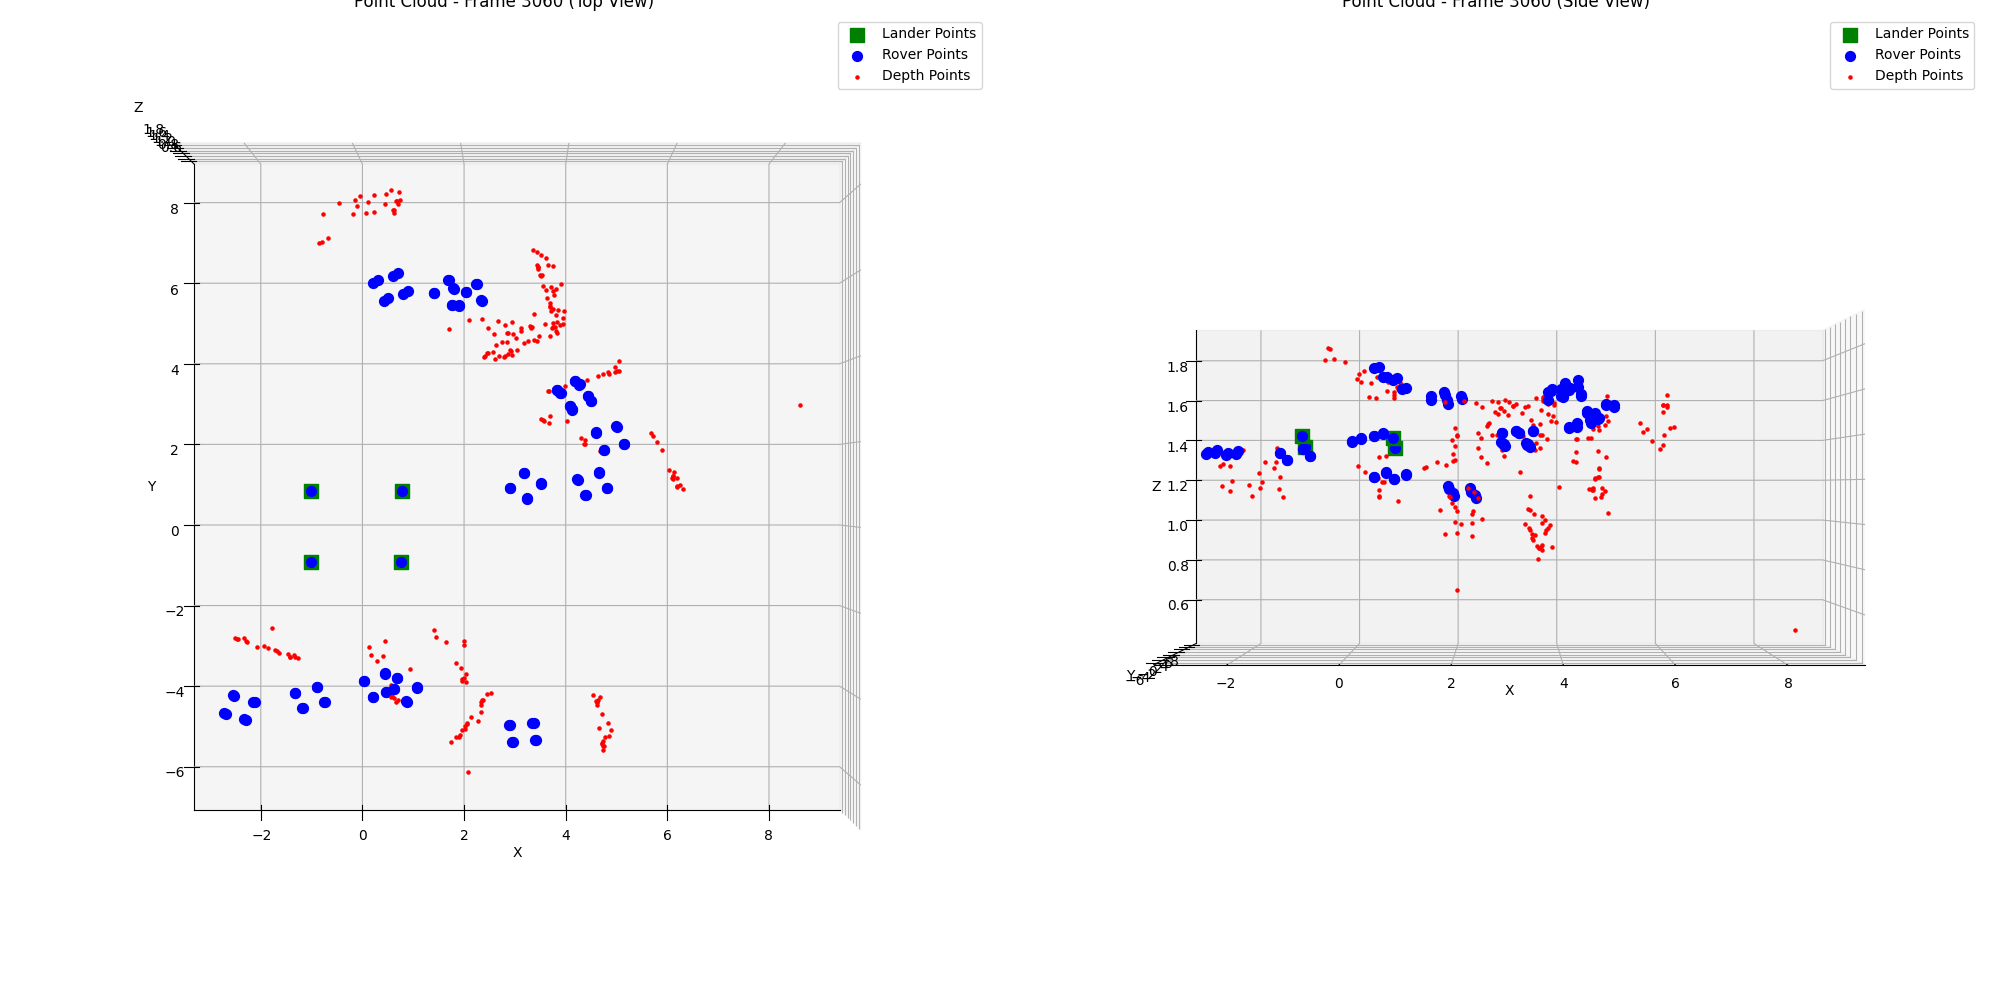 Point Cloud - Frame 3060 (Top View)
Lander Points
Rover Points
Depth Points
Z
1.8
8
6
4
2
0
−2
−4
−6
Y
−2
0
2
4
6
8
X
Point Cloud - Frame 3060 (Side View)
Lander Points
Rover Points
Depth Points
1.8
1.6
1.4
1.2
1.0
0.8
0.6
Z
Y
−2
0
2
4
6
8
X